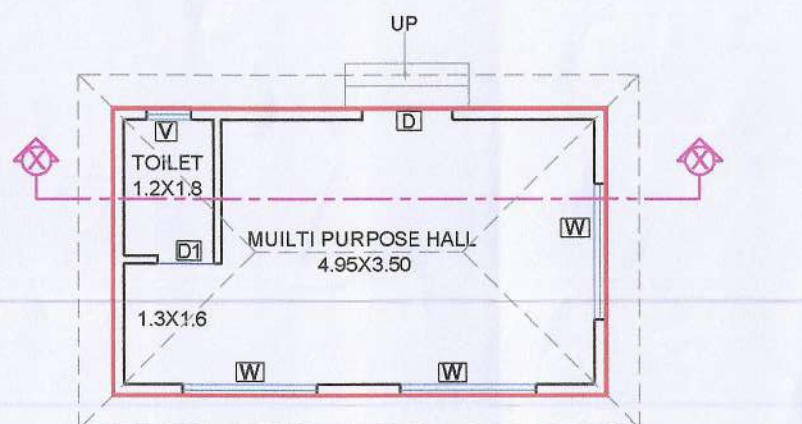 UP
V
D
X
X
TOILET
1.2X1.8
W
D1
MUILTI PURPOSE HALL
4.95X3.50
1.3X1.6
W
W